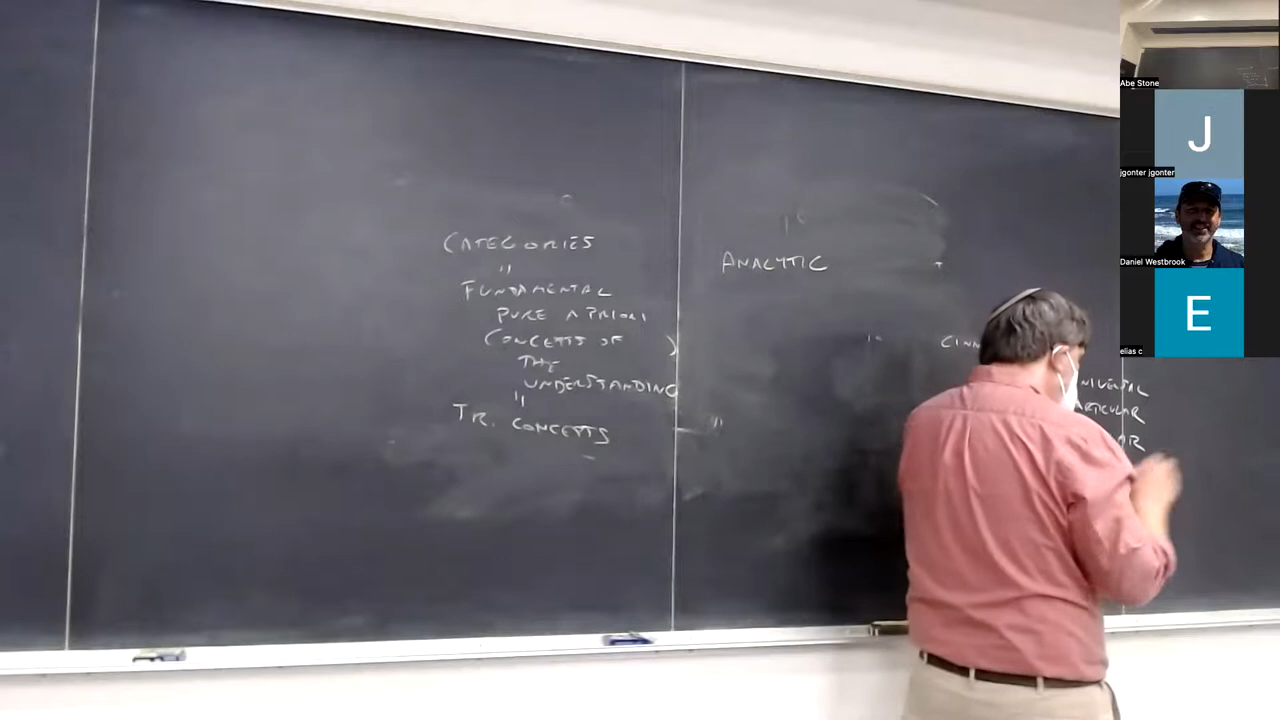 CATEGORIES
"
FUNDAMENTAL
PURE A PRIORI
CONCEPTS OF
THE
UNDERSTANDING
"
TR. CONCEPTS
ANALYTIC
Abe Stone
J
jgonter jgonter
Daniel Westbrook
E
elias c